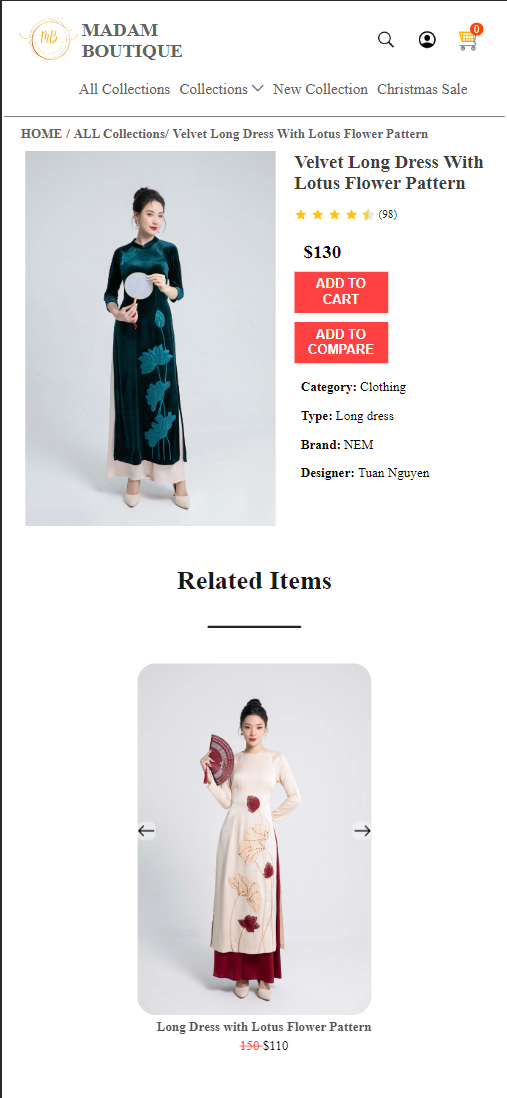 MB
MADAM
BOUTIQUE
0
All Collections Collections New Collection Christmas Sale
HOME / ALL Collections/ Velvet Long Dress With Lotus Flower Pattern
Velvet Long Dress With
Lotus Flower Pattern
(98)
$130
ADD TO
CART
ADD TO
COMPARE
Category: Clothing
Type: Long dress
Brand: NEM
Designer: Tuan Nguyen
Related Items
Long Dress with Lotus Flower Pattern
150 $110